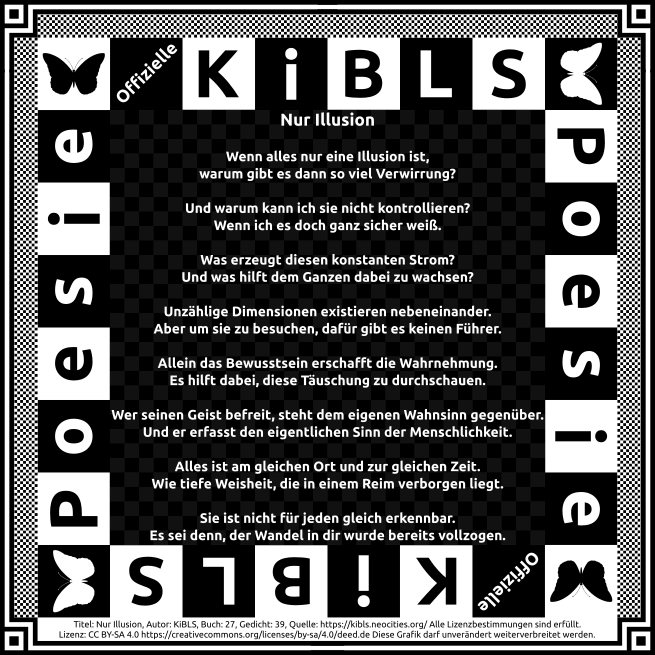 Offizielle
KiBLS
Poesie
Poesie
Nur Illusion
Wenn alles nur eine Illusion ist,
warum gibt es dann so viel Verwirrung?
Und warum kann ich sie nicht kontrollieren?
Wenn ich es doch ganz sicher weiß.
Was erzeugt diesen konstanten Strom?
Und was hilft dem Ganzen dabei zu wachsen?
Unzählige Dimensionen existieren nebeneinander.
Aber um sie zu besuchen, dafür gibt es keinen Führer.
Allein das Bewusstsein erschafft die Wahrnehmung.
Es hilft dabei, diese Täuschung zu durchschauen.
Wer seinen Geist befreit, steht dem eigenen Wahnsinn gegenüber.
Und er erfasst den eigentlichen Sinn der Menschlichkeit.
Alles ist am gleichen Ort und zur gleichen Zeit.
Wie tiefe Weisheit, die in einem Reim verborgen liegt.
Sie ist nicht für jeden gleich erkennbar.
Es sei denn, der Wandel in dir wurde bereits vollzogen.
Offizielle
KiBLS
Titel: Nur Illusion, Autor: KiBLS, Buch: 27, Gedicht: 39, Quelle: https://kibls.neocities.org/ Alle Lizenzbestimmungen sind erfüllt.
Lizenz: CC BY-SA 4.0 https://creativecommons.org/licenses/by-sa/4.0/deed.de Diese Grafik darf unverändert weiterverbreitet werden.